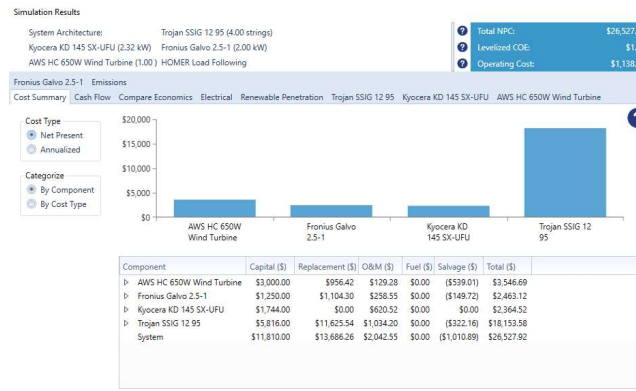 Simulation Results
System Architecture: Trojan SSIG 12 95 (4.00 strings)
Kyocera KD 145 SX-UFU (2.32 kW) Fronius Galvo 2.5-1 (2.00 kW)
AWS HC 650W Wind Turbine (1.00 ) HOMER Load Following
Total NPC: $26,527.
Levelized COE: $1.
Operating Cost: $1,138.
Fronius Galvo 2.5-1 Emissions
Cost Summary Cash Flow Compare Economics Electrical Renewable Penetration Trojan SSIG 12 95 Kyocera KD 145 SX-UFU AWS HC 650W Wind Turbine
Cost Type
Net Present
Annualized
Categorize
By Component
By Cost Type
$20,000
$15,000
$10,000
$5,000
$0
AWS HC 650W Wind Turbine
Fronius Galvo 2.5-1
Kyocera KD 145 SX-UFU
Trojan SSIG 12 95
Component Capital ($) Replacement ($) O&M ($) Fuel ($) Salvage ($) Total ($)
AWS HC 650W Wind Turbine $3,000.00 $956.42 $129.28 $0.00 ($539.01) $3,546.69
Fronius Galvo 2.5-1 $1,250.00 $1,104.30 $258.55 $0.00 ($149.72) $2,463.12
Kyocera KD 145 SX-UFU $1,744.00 $0.00 $620.52 $0.00 $0.00 $2,364.52
Trojan SSIG 12 95 $5,816.00 $11,625.54 $1,034.20 $0.00 ($322.16) $18,153.58
System $11,810.00 $13,686.26 $2,042.55 $0.00 ($1,010.89) $26,527.92